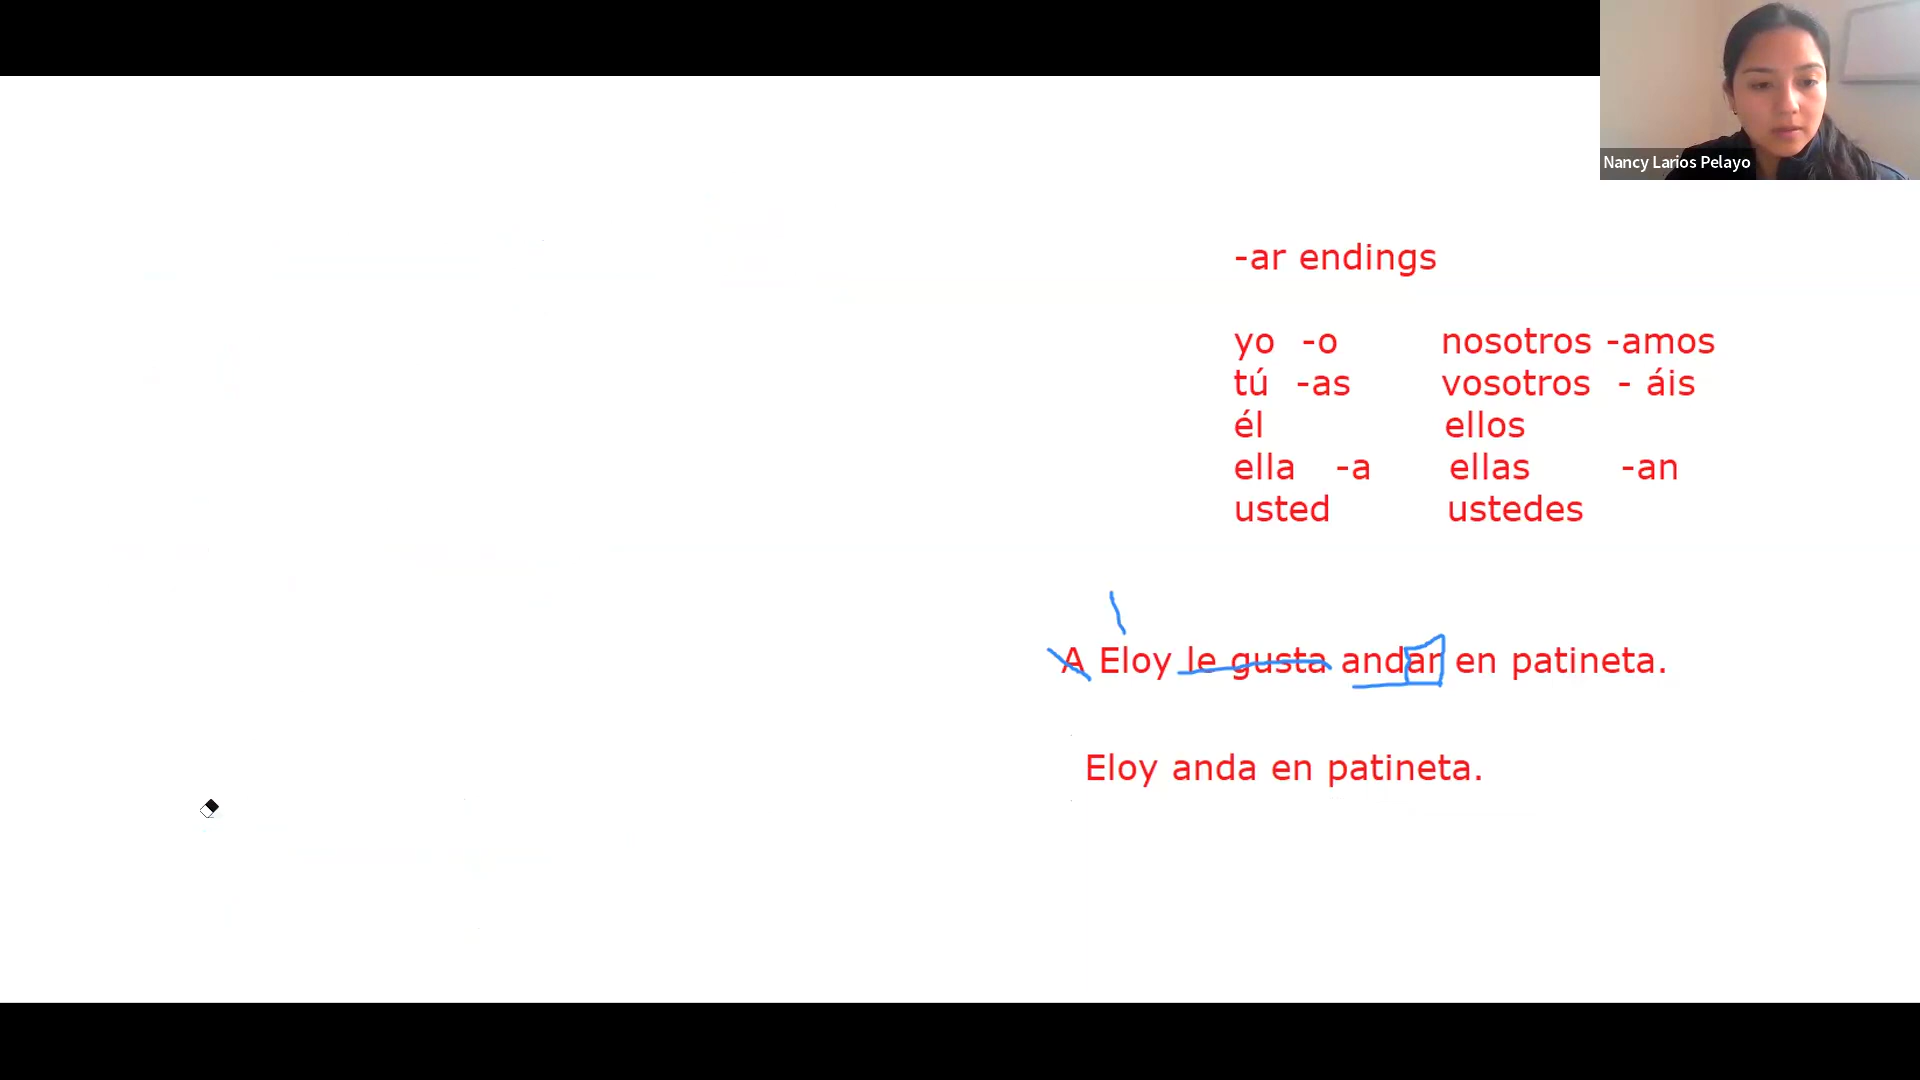 Nancy Larios Pelayo
-ar endings
yo -o nosotros -amos
tú -as vosotros - áis
él ellos
ella -a ellas -an
usted ustedes
A Eloy le gusta andar en patineta.
Eloy anda en patineta.